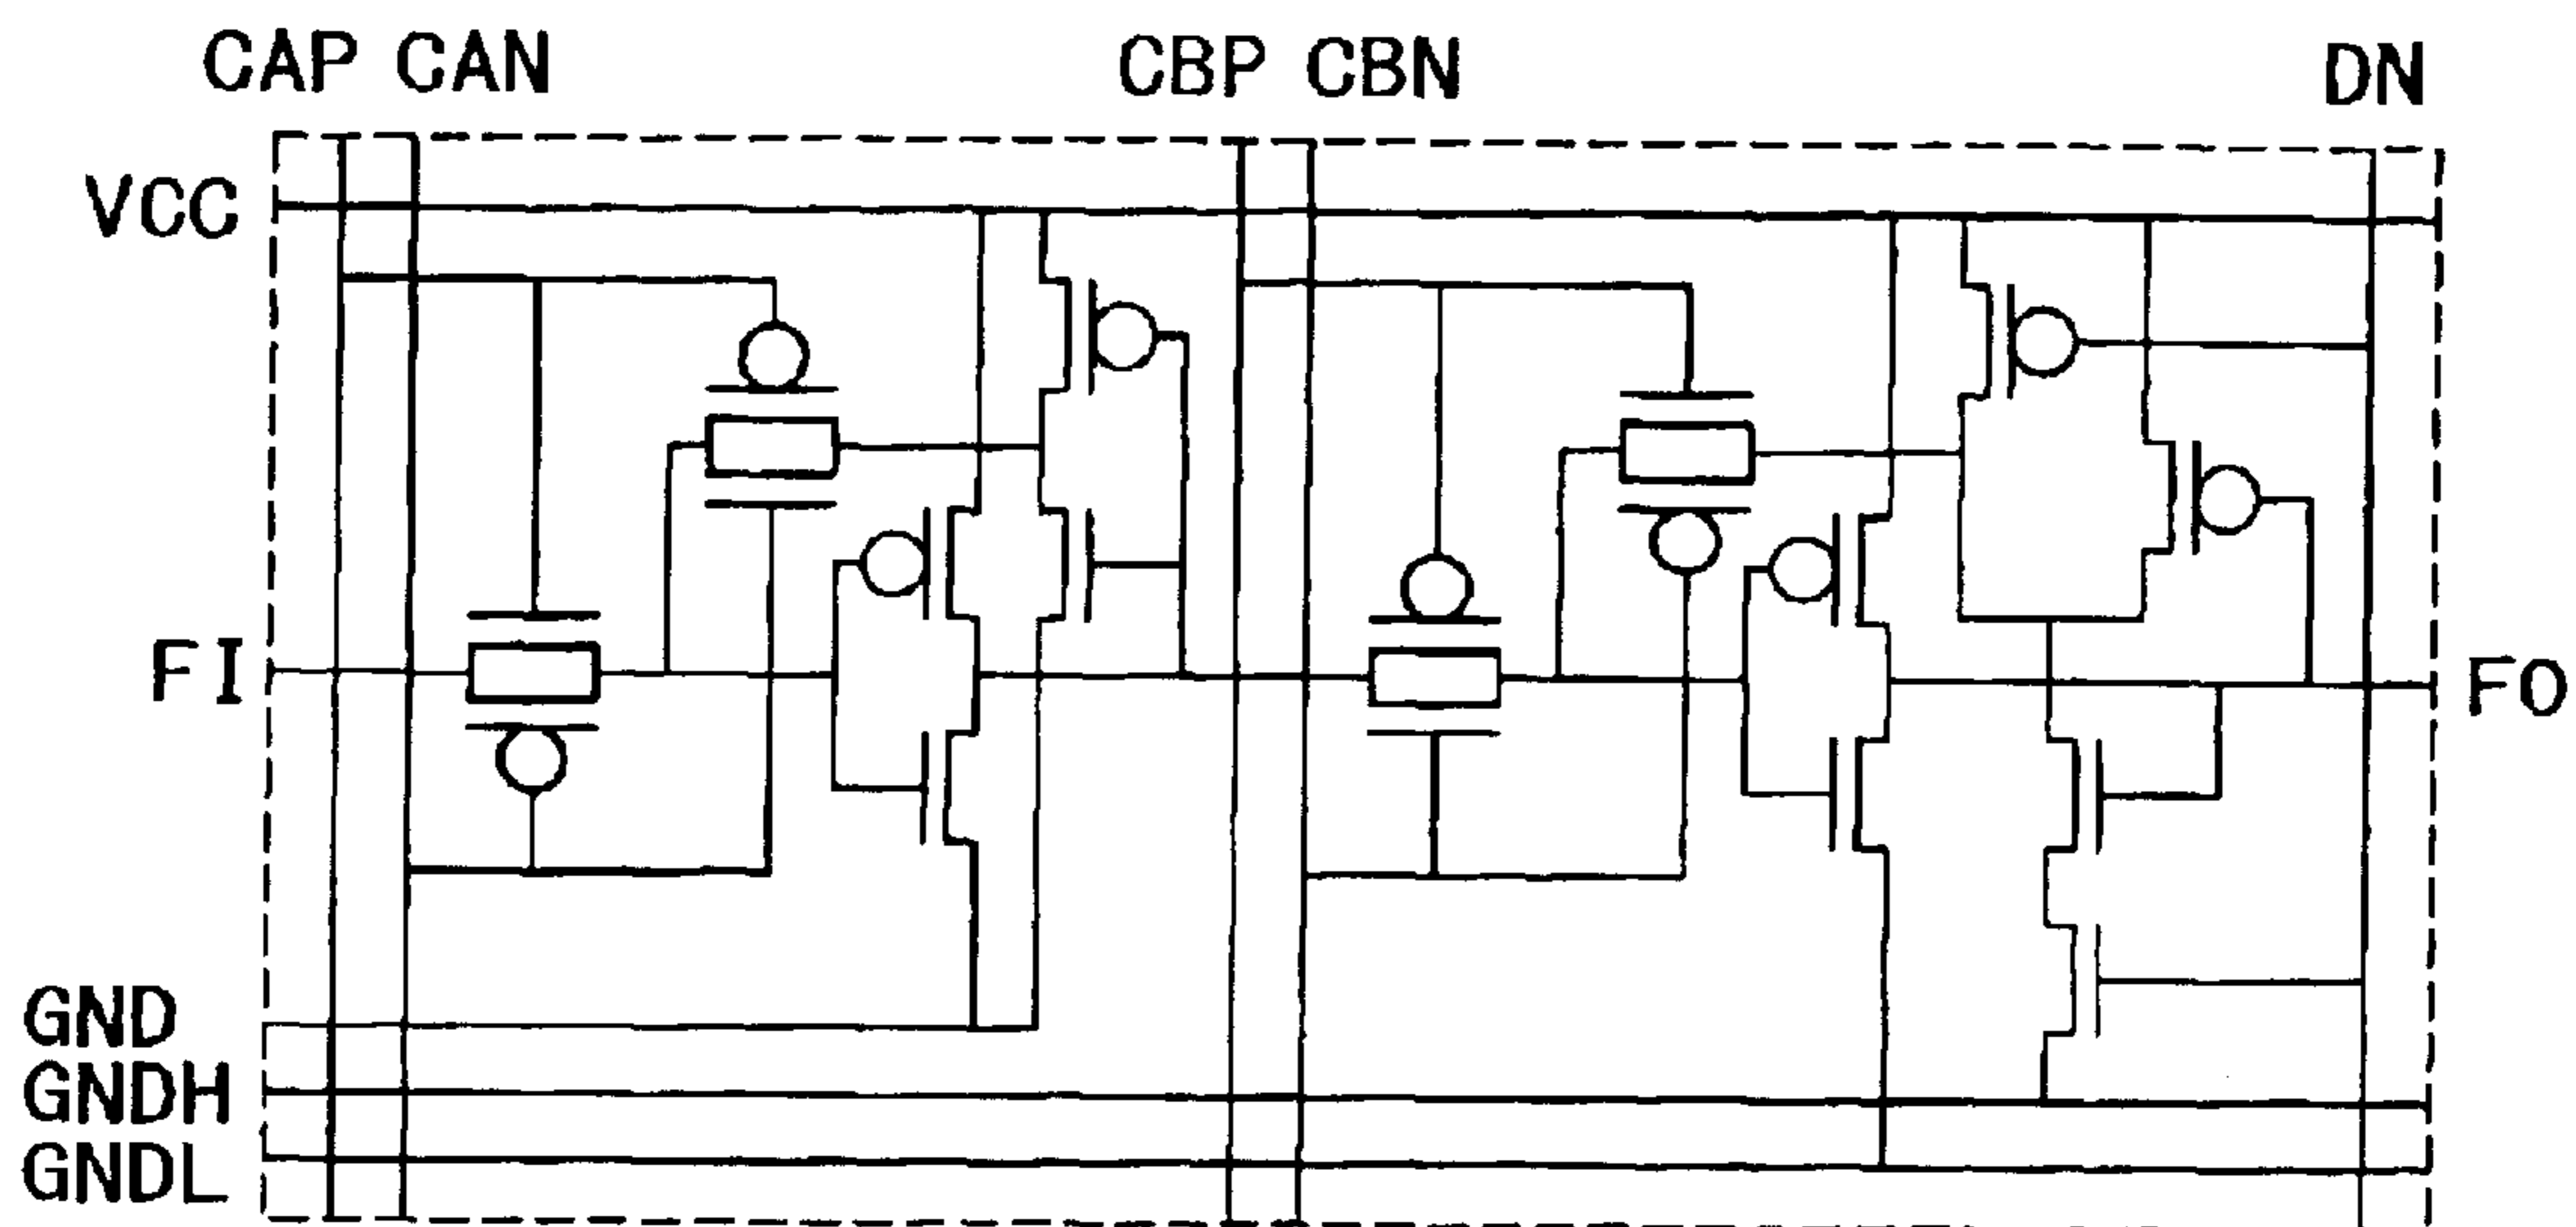 CAP CAN CBP CBN DN
VCC
FI FO
GND
GNDH
GNDL